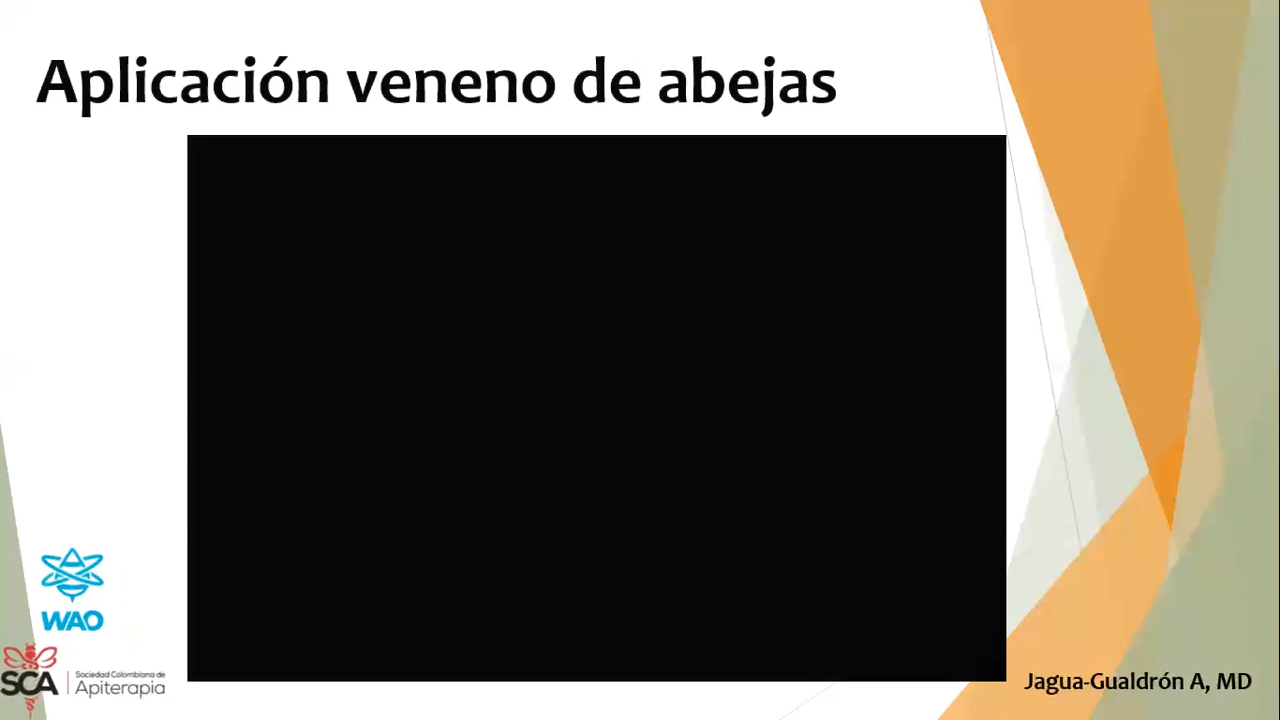 Aplicación veneno de abejas
WAO
SCA
Sociedad Colombiana de
Apiterapia
Jagua-Gualdrón A, MD